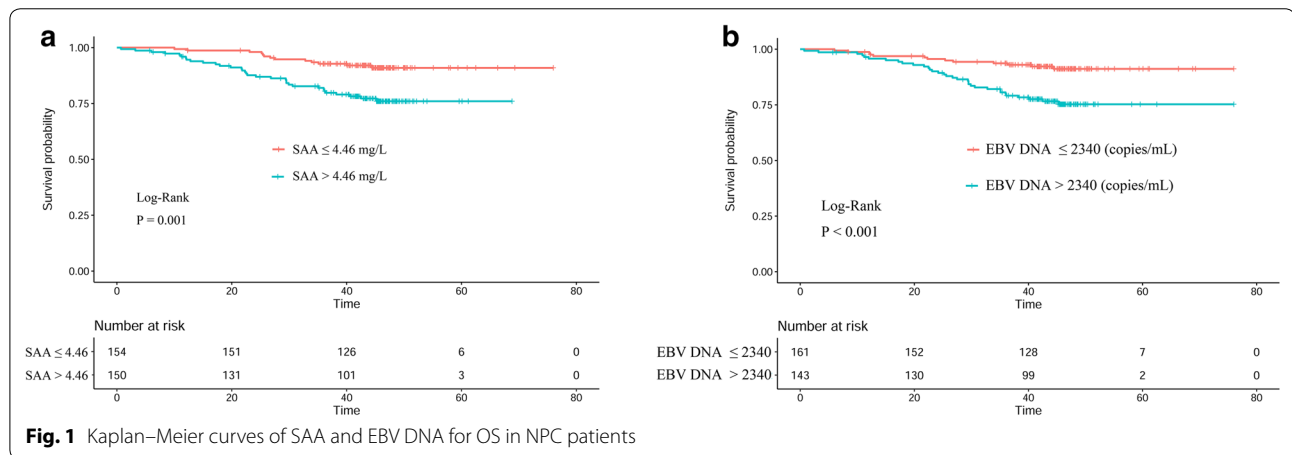 a
Survival probability
1.00
0.75
0.50
0.25
0.00
SAA ≤ 4.46 mg/L
SAA > 4.46 mg/L
Log-Rank
P = 0.001
0 20 40 60 80
Time
Number at risk
SAA ≤ 4.46 154 151 126 6 0
SAA > 4.46 150 131 101 3 0
0 20 40 60 80
Time
b
Survival probability
1.00
0.75
0.50
0.25
0.00
EBV DNA ≤ 2340 (copies/mL)
EBV DNA > 2340 (copies/mL)
Log-Rank
P < 0.001
0 20 40 60 80
Time
Number at risk
EBV DNA ≤ 2340 161 152 128 7 0
EBV DNA > 2340 143 130 99 2 0
0 20 40 60 80
Time
Fig. 1 Kaplan–Meier curves of SAA and EBV DNA for OS in NPC patients